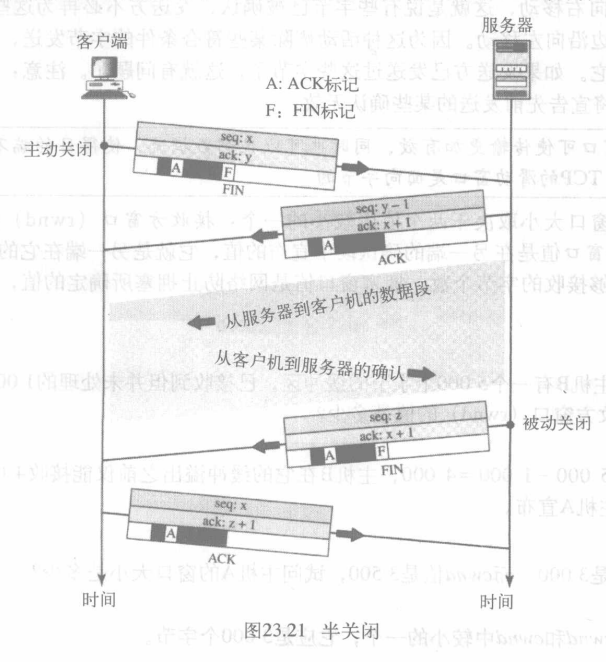 客户端
服务器
A: ACK标记
F: FIN标记
主动关闭
seq: x
ack: y
A
F
FIN
seq: y－1
ack: x + 1
A
ACK
从服务器到客户机的数据段
从客户机到服务器的确认
被动关闭
seq: z
ack: x + 1
A
F
FIN
seq: x
ack: z + 1
A
ACK
时间
时间
图23.21 半关闭